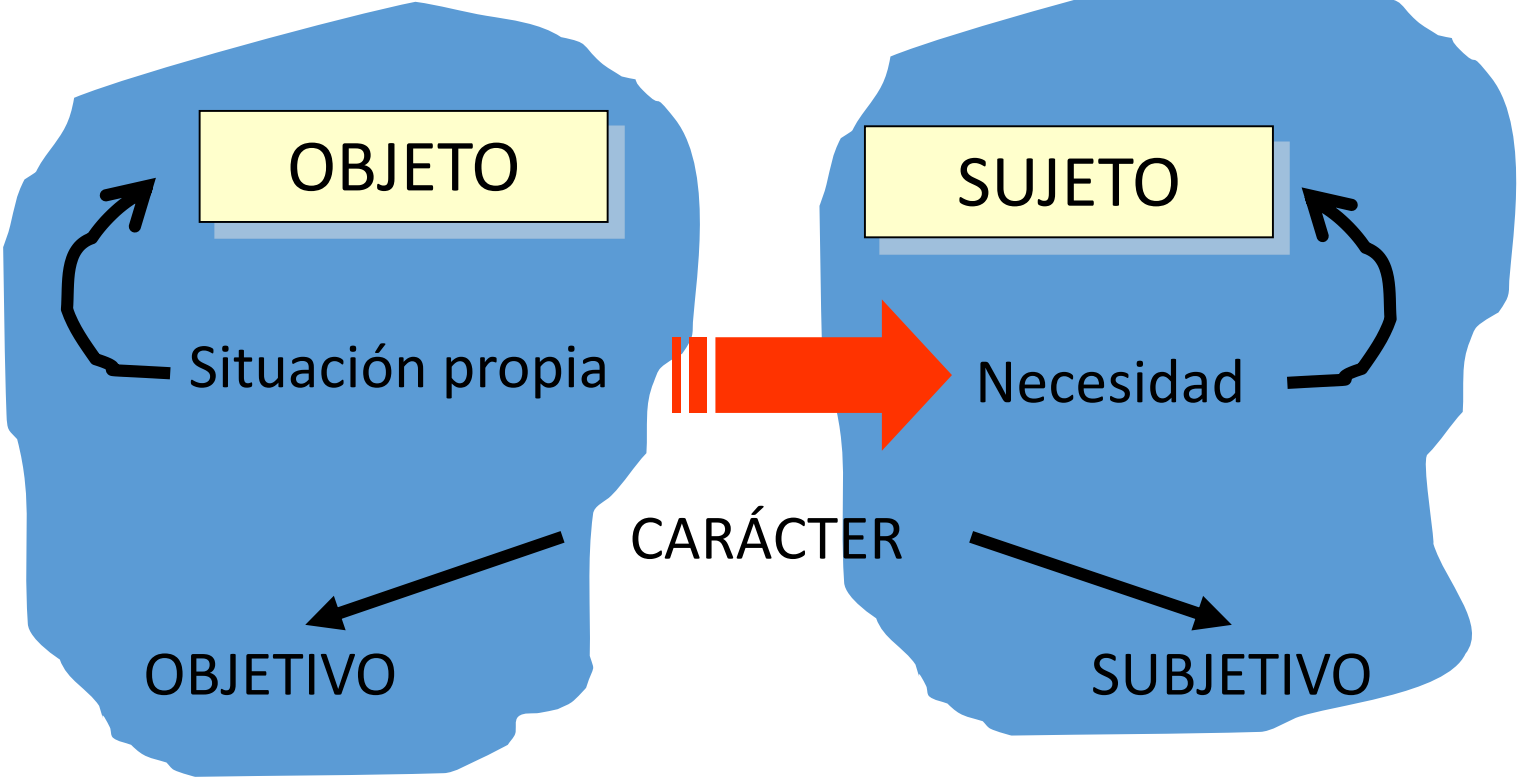 OBJETO
SUJETO
Situación propia
Necesidad
CARÁCTER
OBJETIVO
SUBJETIVO